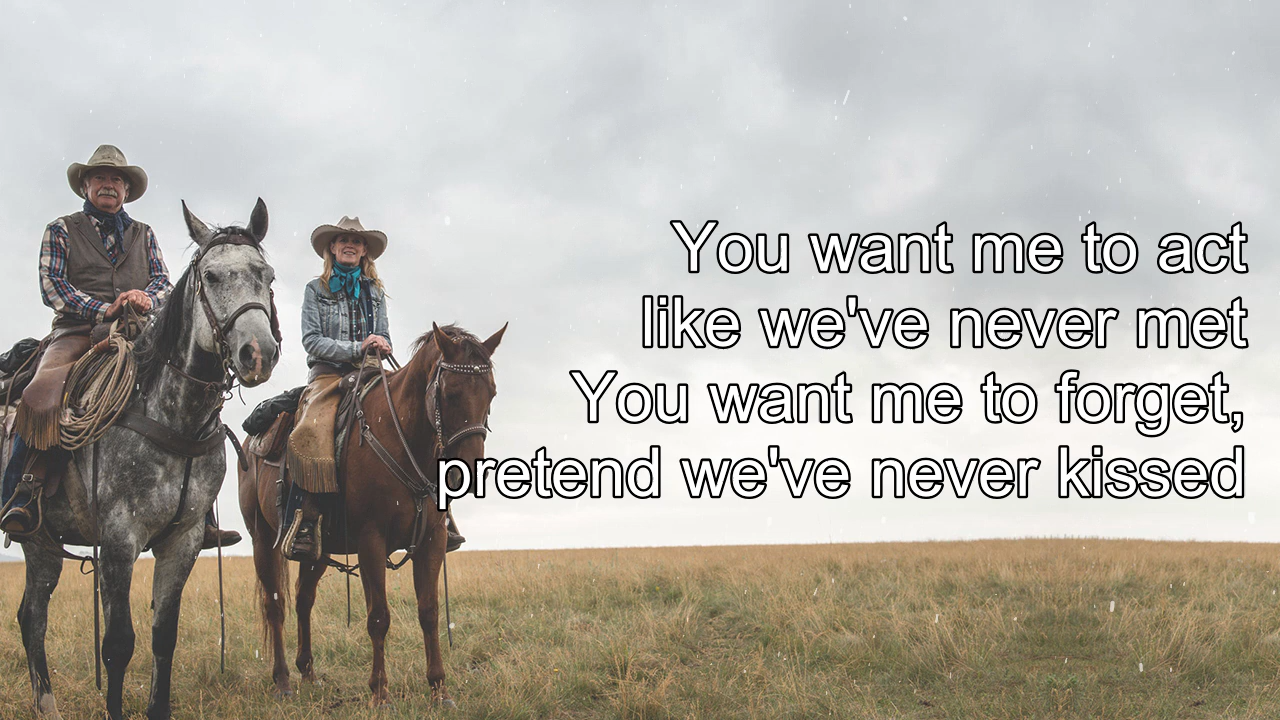 You want me to act
like we've never met
You want me to forget,
pretend we've never kissed